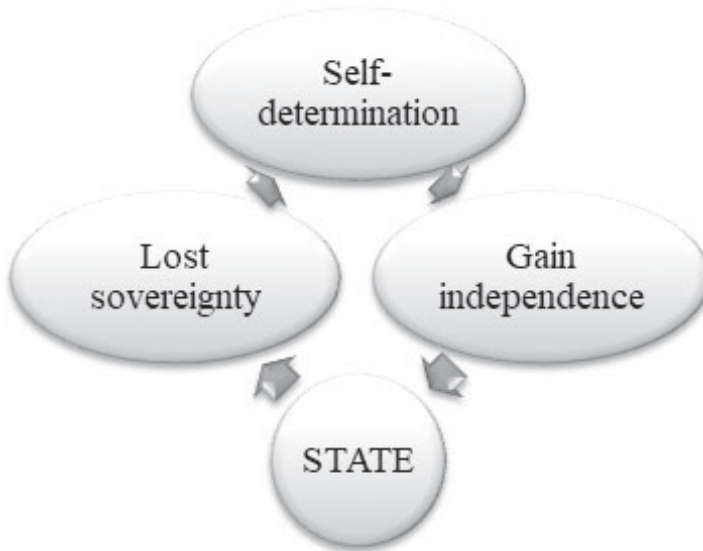 Self-
determination
Lost
sovereignty
Gain
independence
STATE